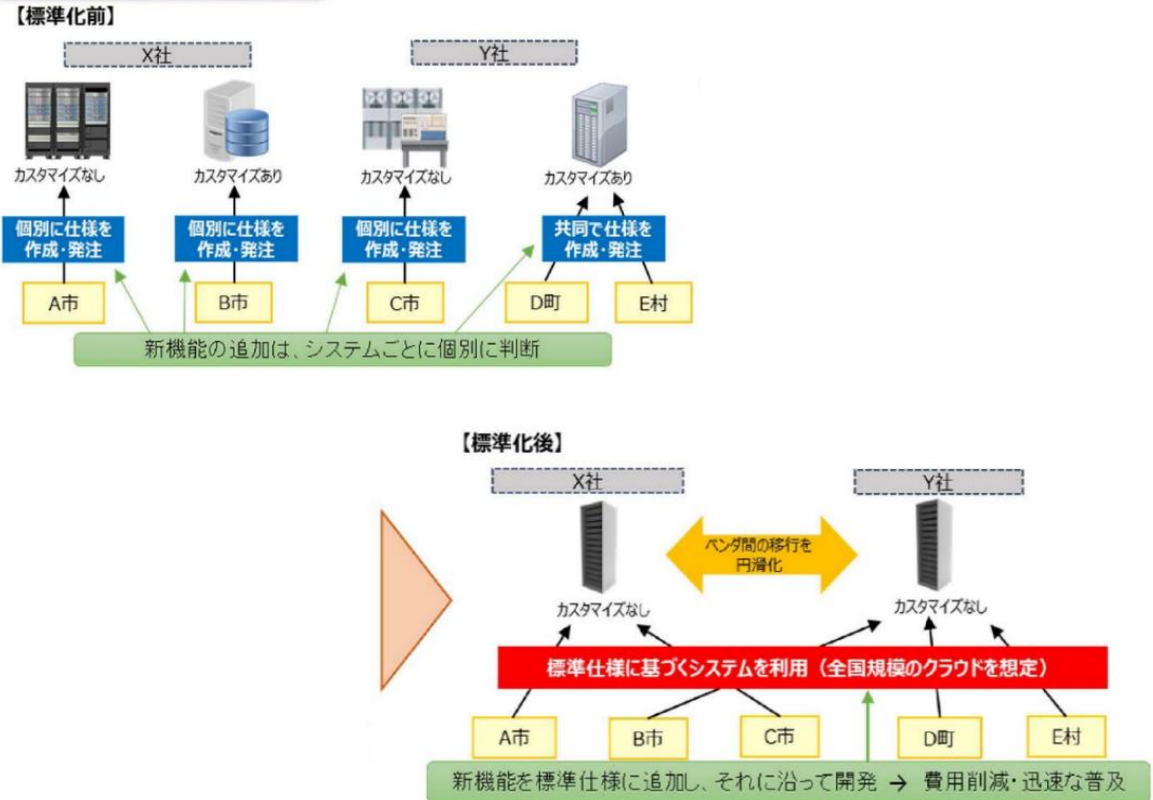 【標準化前】
X社
Y社
カスタマイズなし
カスタマイズあり
カスタマイズなし
カスタマイズあり
個別に仕様を
作成・発注
個別に仕様を
作成・発注
個別に仕様を
作成・発注
共同で仕様を
作成・発注
A市
B市
C市
D町
E村
新機能の追加は、システムごとに個別に判断
【標準化後】
X社
Y社
ベンダ間の移行を
円滑化
カスタマイズなし
カスタマイズなし
標準仕様に基づくシステムを利用（全国規模のクラウドを想定）
A市
B市
C市
D町
E村
新機能を標準仕様に追加し、それに沿って開発 → 費用削減・迅速な普及